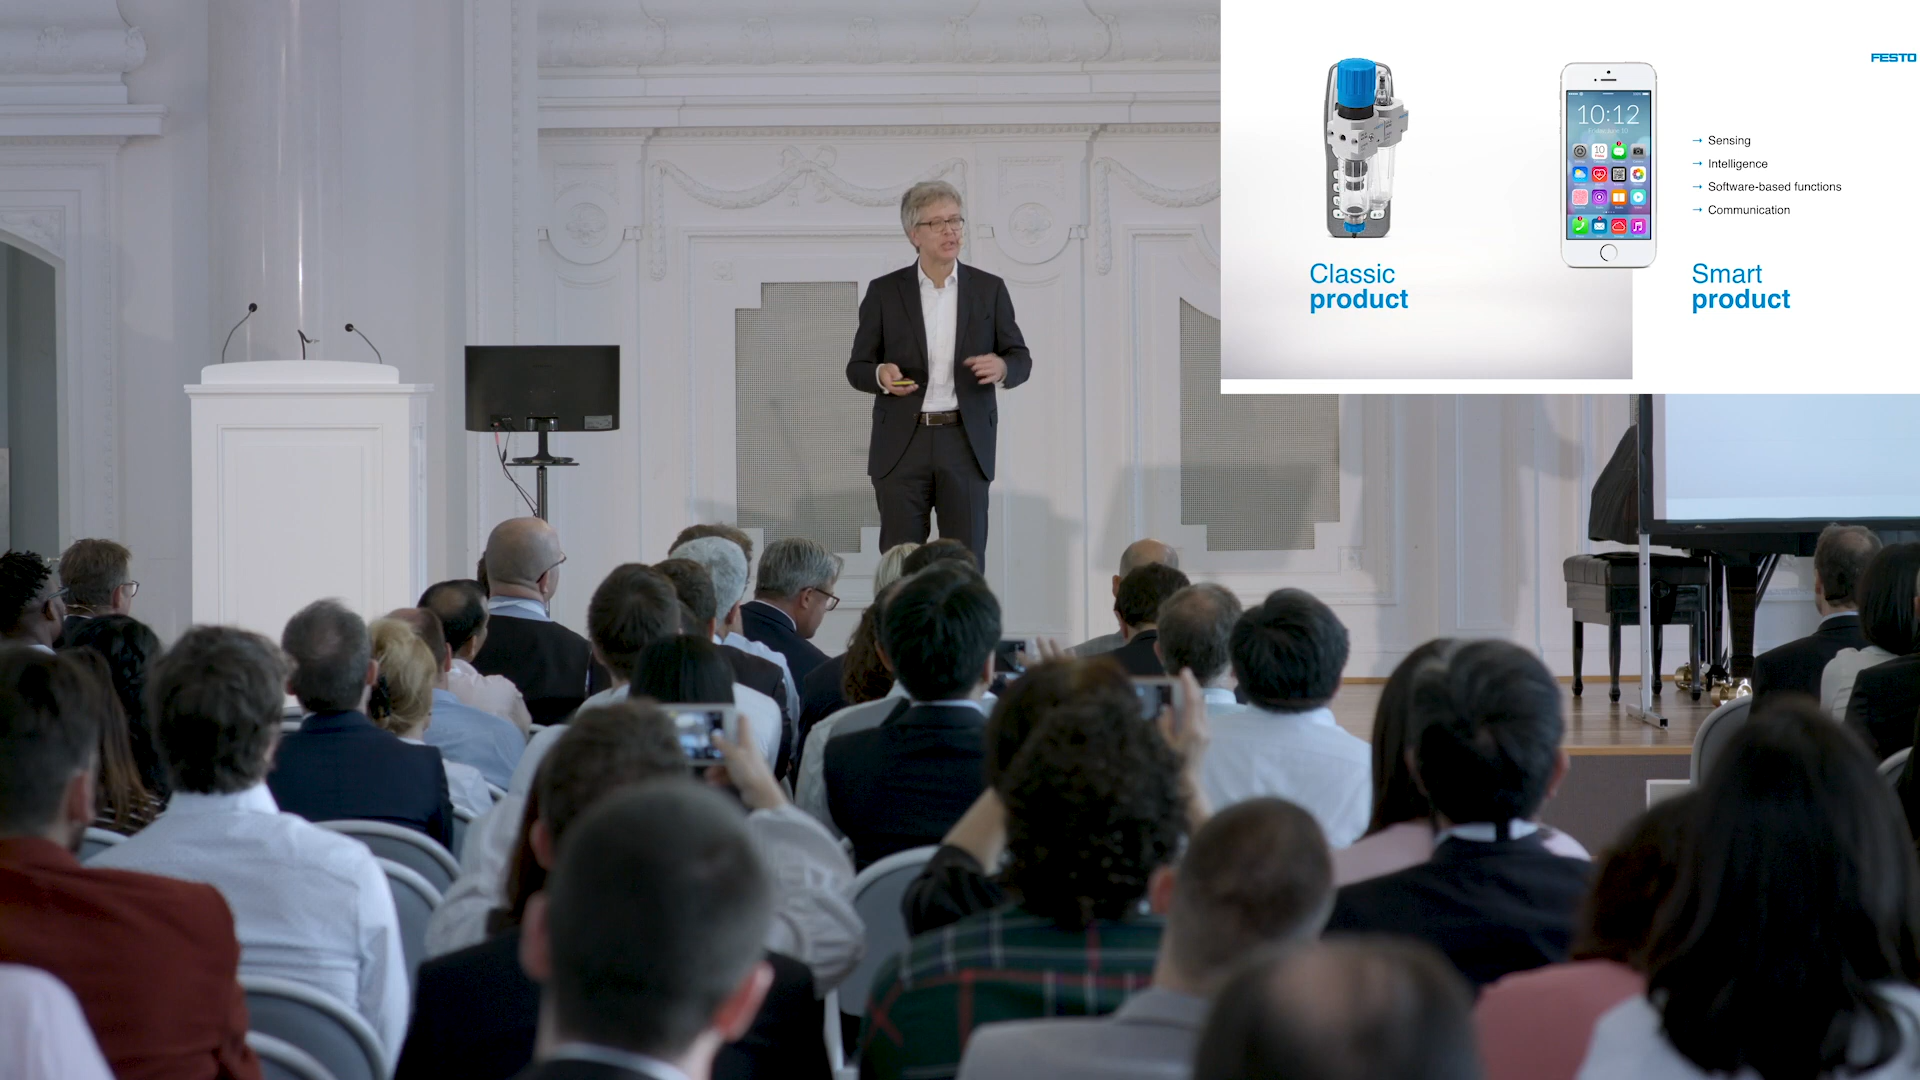 FESTO
10:12
→ Sensing
→ Intelligence
→ Software-based functions
→ Communication
Classic
product
Smart
product